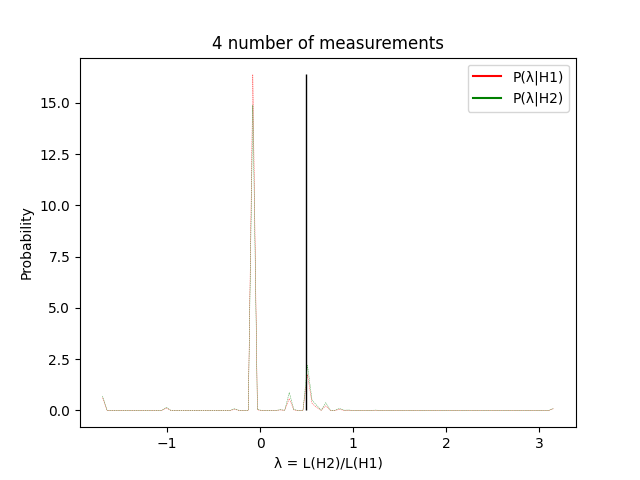 4 number of measurements
P(λ|H1)
P(λ|H2)
Probability
15.0
12.5
10.0
7.5
5.0
2.5
0.0
−1 0 1 2 3
λ = L(H2)/L(H1)